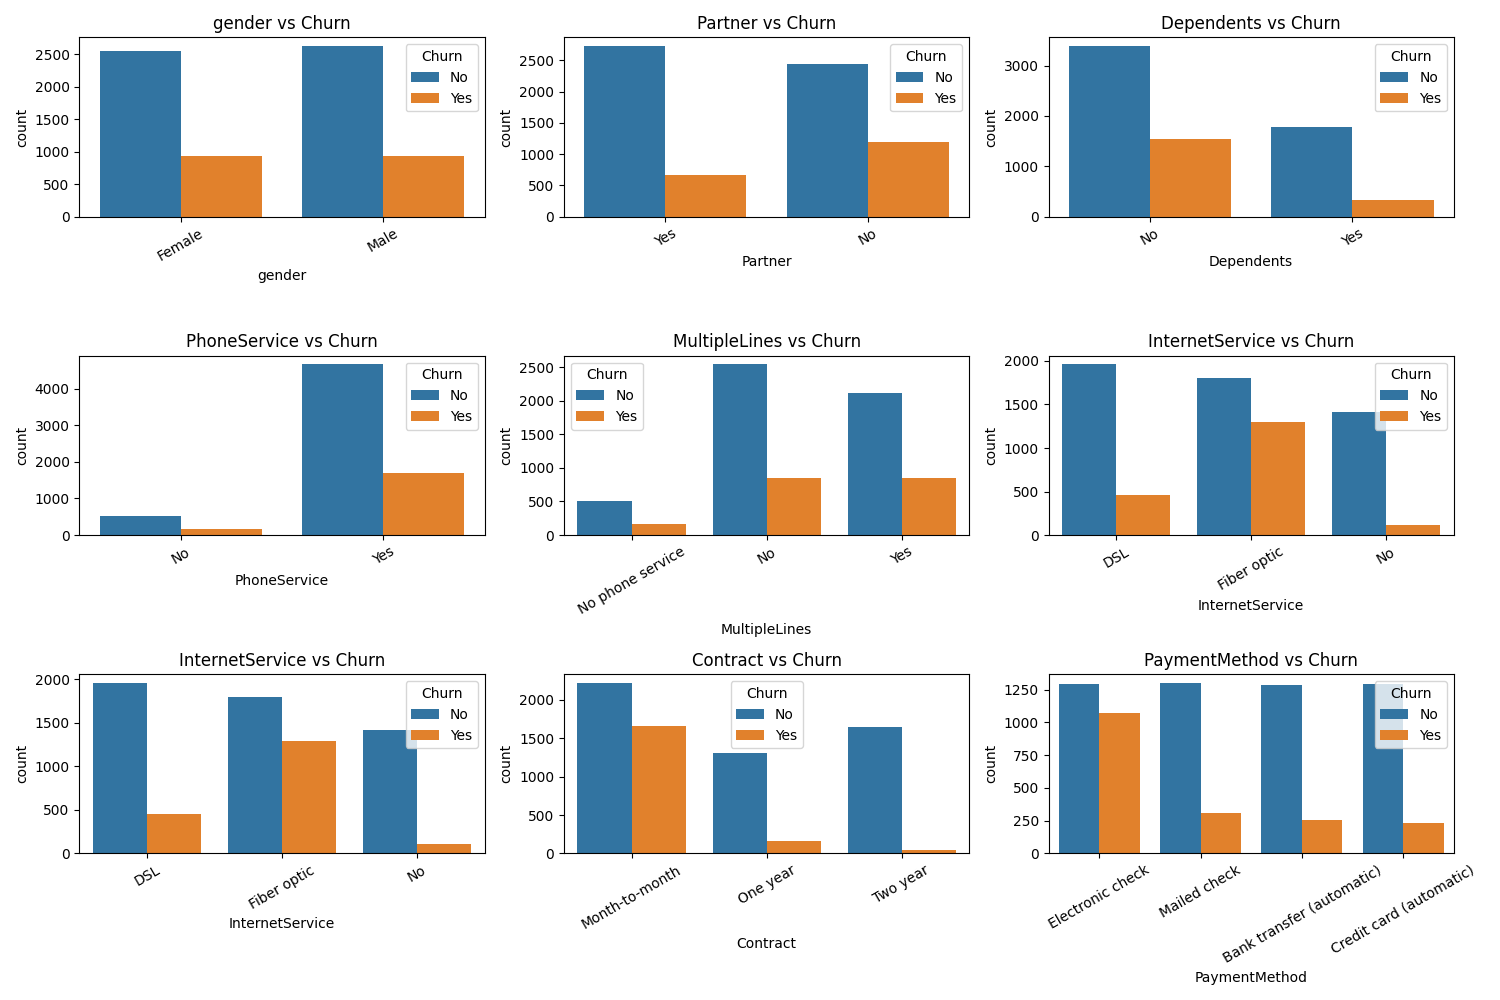 gender vs Churn
2500
2000
1500
1000
500
0
count
Churn
No
Yes
Female
Male
gender
Partner vs Churn
2500
2000
1500
1000
500
0
count
Churn
No
Yes
Yes
No
Partner
Dependents vs Churn
3000
2000
1000
0
count
Churn
No
Yes
No
Yes
Dependents
PhoneService vs Churn
4000
3000
2000
1000
0
count
Churn
No
Yes
No
Yes
PhoneService
MultipleLines vs Churn
2500
2000
1500
1000
500
0
count
Churn
No
Yes
No phone service
No
Yes
MultipleLines
InternetService vs Churn
2000
1500
1000
500
0
count
Churn
No
Yes
DSL
Fiber optic
No
InternetService
InternetService vs Churn
2000
1500
1000
500
0
count
Churn
No
Yes
DSL
Fiber optic
No
InternetService
Contract vs Churn
2000
1500
1000
500
0
count
Churn
No
Yes
Month-to-month
One year
Two year
Contract
PaymentMethod vs Churn
1250
1000
750
500
250
0
count
Churn
No
Yes
Electronic check
Mailed check
Bank transfer (automatic)
Credit card (automatic)
PaymentMethod